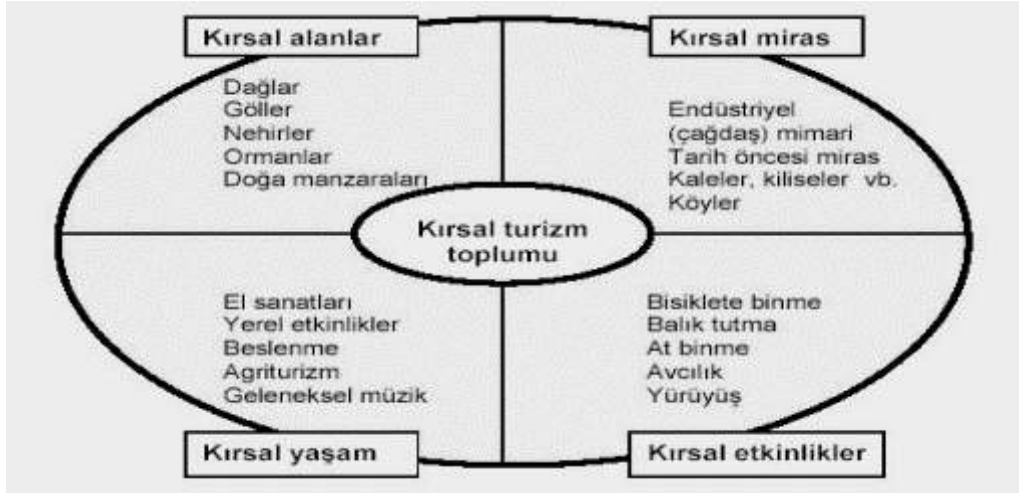 Kırsal alanlar
Dağlar
Göller
Nehirler
Ormanlar
Doğa manzaraları
Kırsal miras
Endüstriyel
(çağdaş) mimari
Tarih öncesi miras
Kaleler, kiliseler vb.
Köyler
Kırsal turizm
toplumu
El sanatları
Yerel etkinlikler
Beslenme
Agriturizm
Geleneksel müzik
Kırsal yaşam
Bisiklete binme
Balık tutma
At binme
Avcılık
Yürüyüş
Kırsal etkinlikler